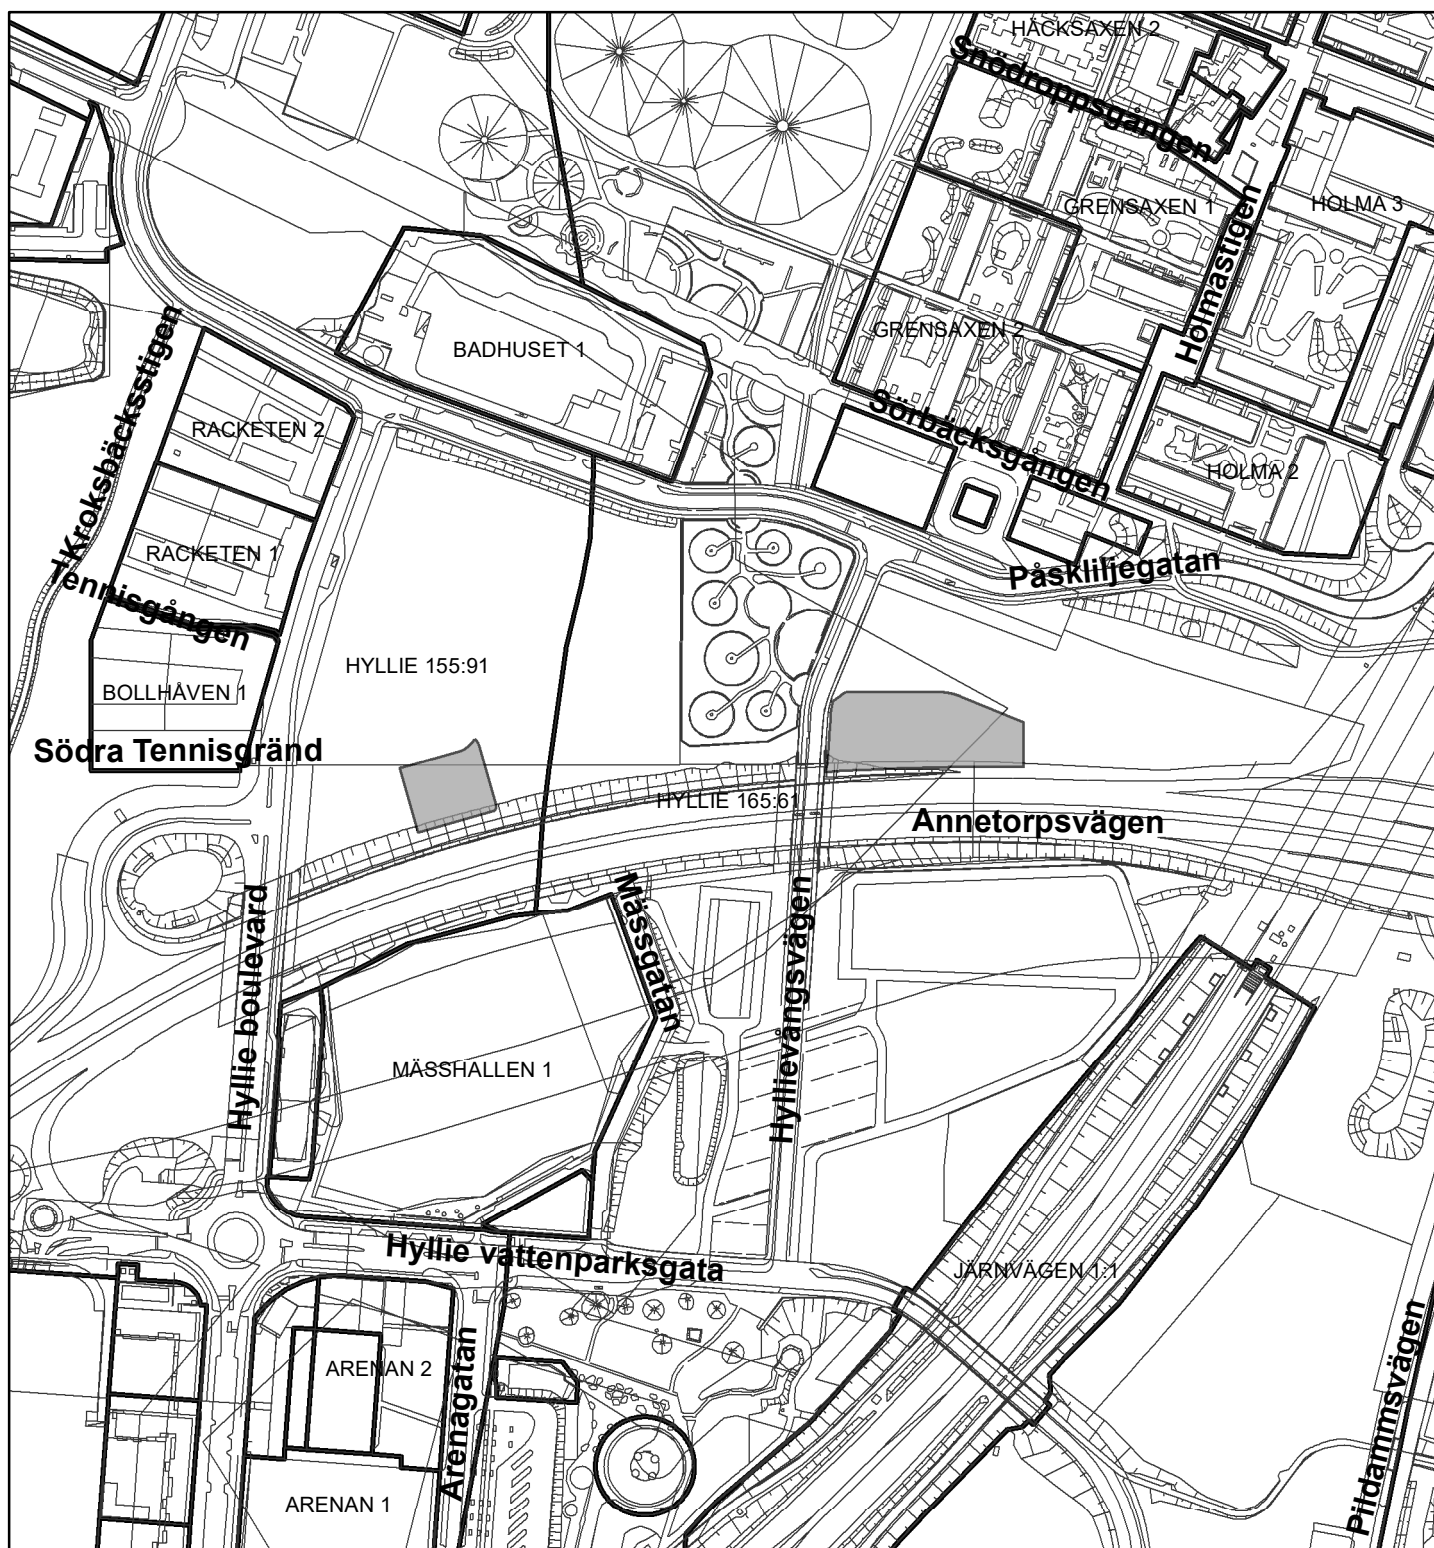 HÄCKSAXEN 2
Snödroppsgången
GRENSAXEN 1
HOLMA 3
Holmastigen
GRENSAXEN 2
BADHUSET 1
Kroksbäcksstigen
RACKETEN 2
Sörbäcksgången
HOLMA 2
RACKETEN 1
Påskliljegatan
Tennisgången
HYLLIE 155:91
BOLLHÅVEN 1
Södra Tennisgränd
HYLLIE 165:61
Annetorpsvägen
Mässgatan
Hyllie boulevard
Hyllievångsvägen
MÄSSHALLEN 1
Hyllie vattenparksgata
JÄRNVÄGEN 1:1
ARENAN 2
Arenagatan
Pildammsvägen
ARENAN 1